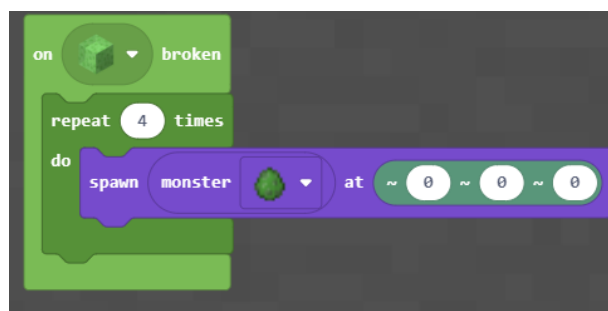 on broken
repeat 4 times
do
spawn monster at ~ 0 ~ 0 ~ 0